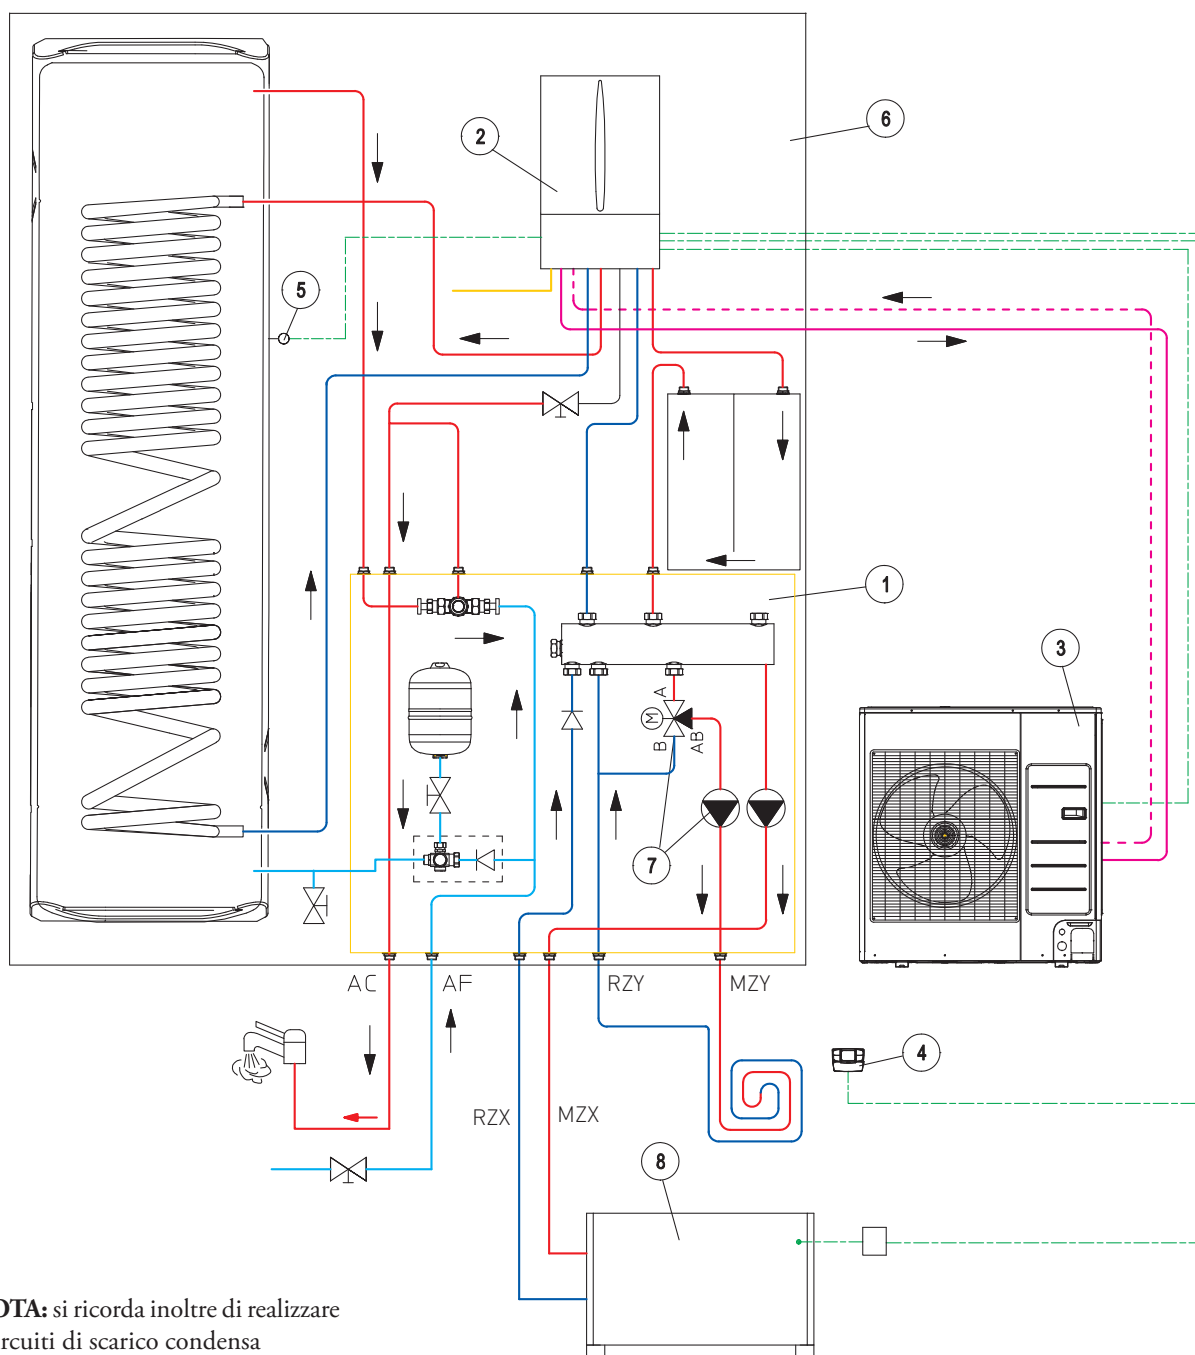 2
6
5
1
3
M
A
B
AB
7
AC
AF
RZY
MZY
4
RZX
MZX
8
OTA: si ricorda inoltre di realizzare
rcuiti di scarico condensa